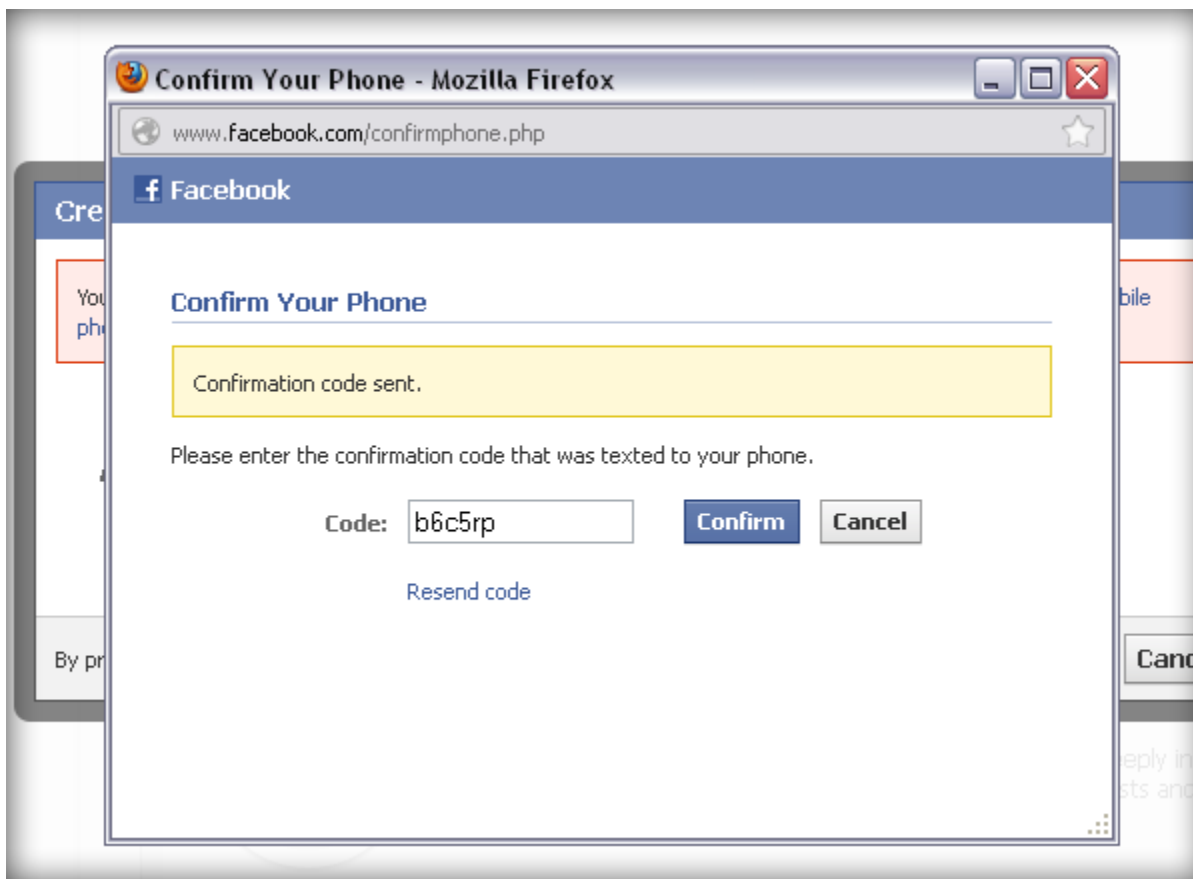 Confirm Your Phone - Mozilla Firefox
www.facebook.com/confirmphone.php
Facebook
Confirm Your Phone
Confirmation code sent.
Please enter the confirmation code that was texted to your phone.
Code: b6c5rp Confirm Cancel
Resend code
By